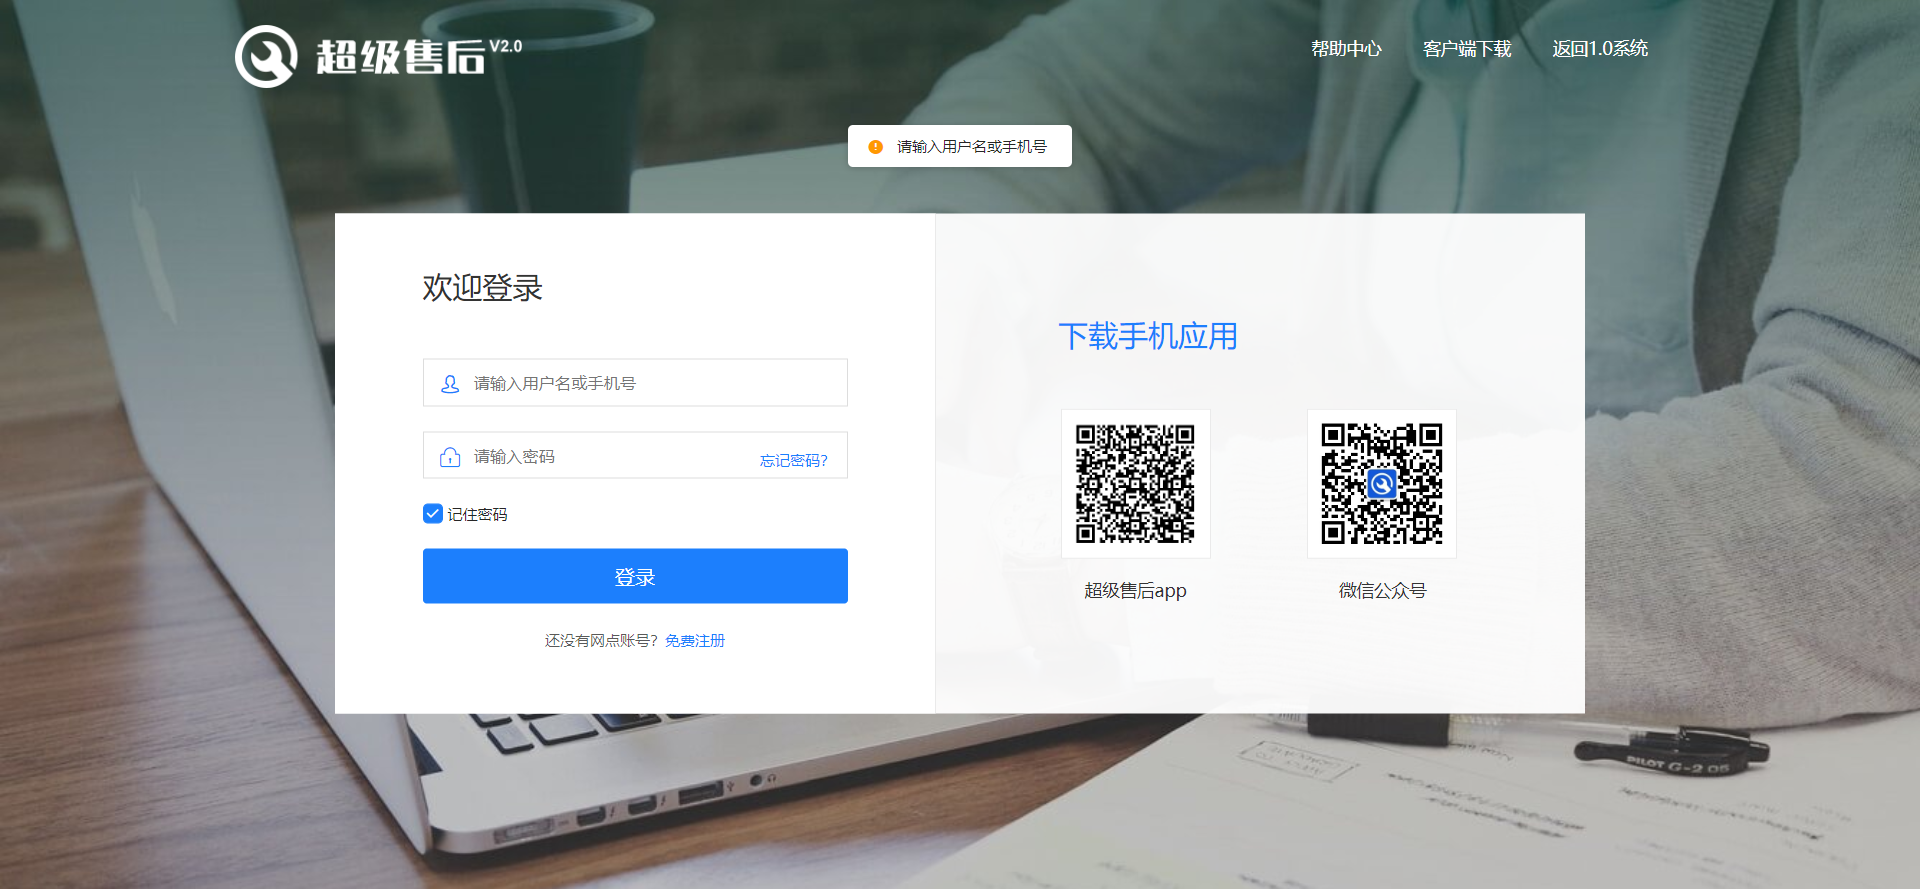 超级售后 V2.0
帮助中心 客户端下载 返回1.0系统
请输入用户名或手机号
欢迎登录
请输入用户名或手机号
请输入密码 忘记密码?
记住密码
登录
还没有网点账号? 免费注册
下载手机应用
超级售后app 微信公众号
PILOT G-2 05